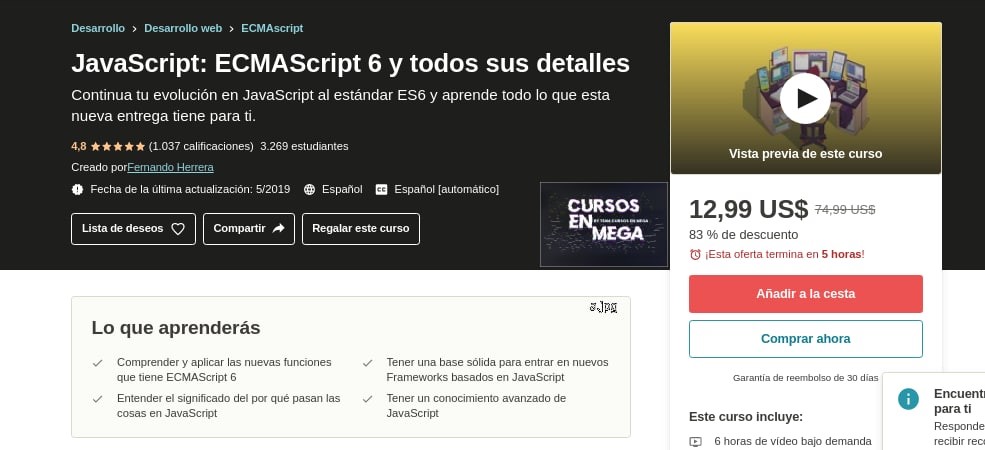 Desarrollo > Desarrollo web > ECMAscript
JavaScript: ECMAScript 6 y todos sus detalles
Continua tu evolución en JavaScript al estándar ES6 y aprende todo lo que esta
nueva entrega tiene para ti.
4,8 (1.037 calificaciones) 3.269 estudiantes
Creado porFernando Herrera
Fecha de la última actualización: 5/2019 Español Español [automático]
Lista de deseos Compartir Regalar este curso
CURSOS
EN
MEGA
Vista previa de este curso
12,99 US$ 74,99 US$
83 % de descuento
¡Esta oferta termina en 5 horas!
Añadir a la cesta
Comprar ahora
Garantía de reembolso de 30 días
Este curso incluye:
6 horas de vídeo bajo demanda
Lo que aprenderás
Comprender y aplicar las nuevas funciones
que tiene ECMAScript 6
Entender el significado del por qué pasan las
cosas en JavaScript
Tener una base sólida para entrar en nuevos
Frameworks basados en JavaScript
Tener un conocimiento avanzado de
JavaScript
Encuent
para ti
Responde
recibir rec